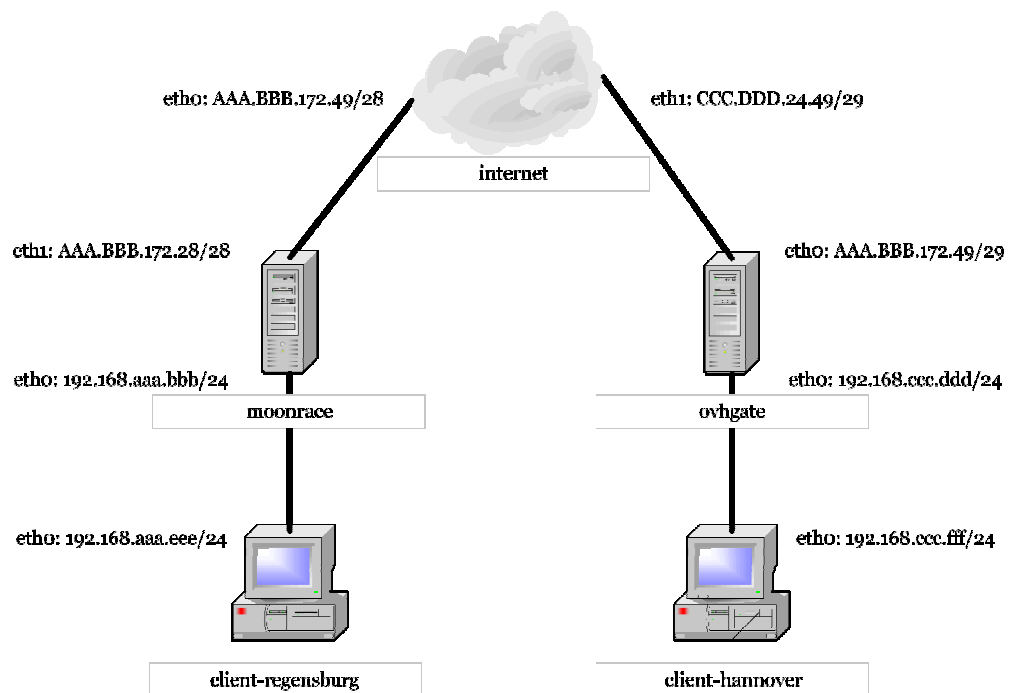 eth0: AAA.BBB.172.49/28
eth1: CCC.DDD.24.49/29
internet
eth1: AAA.BBB.172.28/28
eth0: AAA.BBB.172.49/29
eth0: 192.168.aaa.bbb/24
eth0: 192.168.ccc.ddd/24
moonrace
ovhgate
eth0: 192.168.aaa.eee/24
eth0: 192.168.ccc.fff/24
client-regensburg
client-hannover